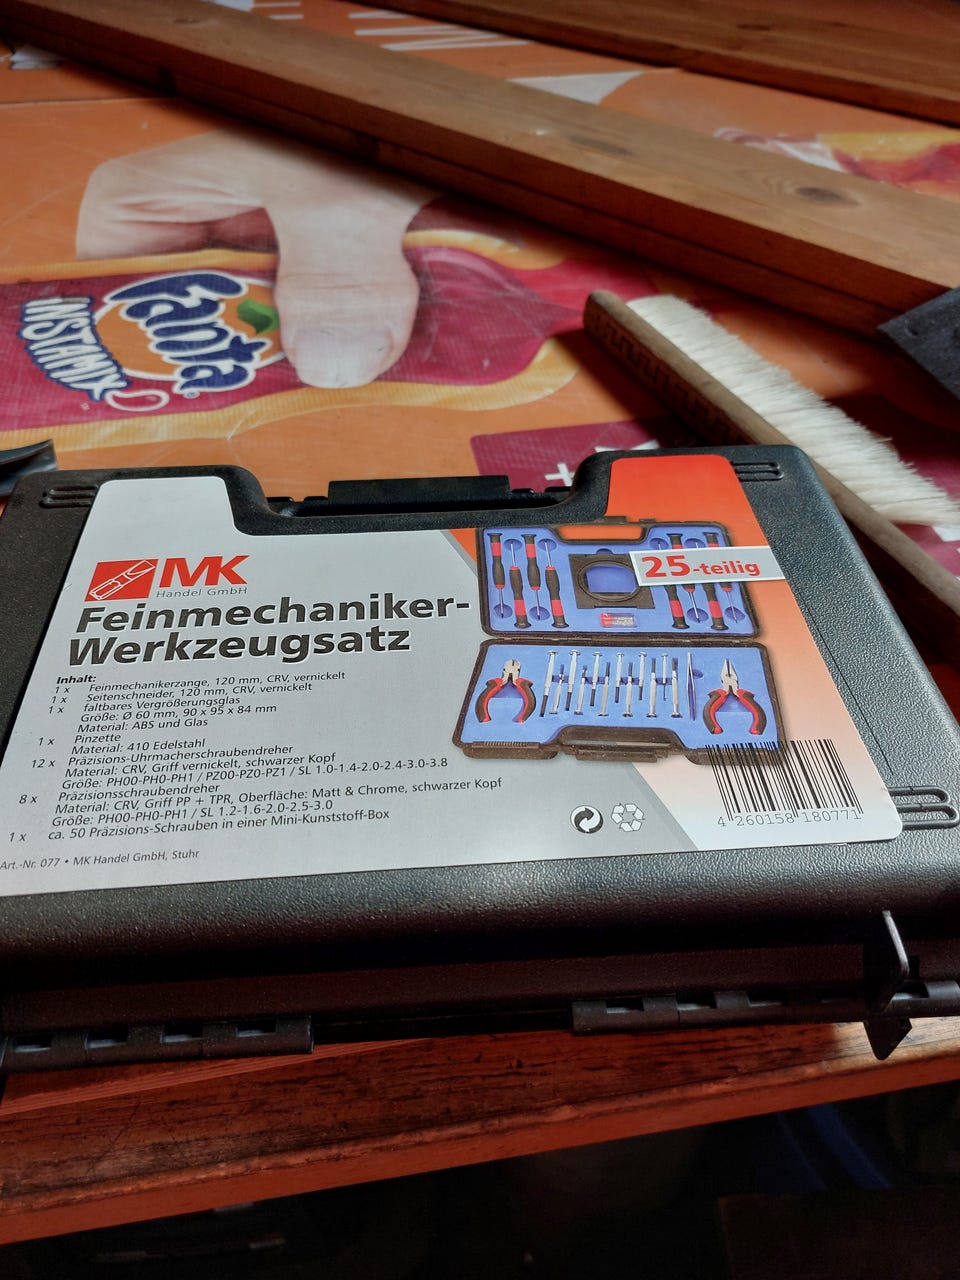 Fanta®
INSTAMIX™
MK
Handel GmbH
25-teilig
Feinmechaniker-
Werkzeugsatz
Inhalt:
1 x Feinmechanikerzange, 120 mm, CRV, vernickelt
1 x Seitenschneider, 120 mm, CRV, vernickelt
1 x faltbares Vergrößerungsglas
Größe: Ø 60 mm, 90 x 95 x 84 mm
Material: ABS und Glas
1 x Pinzette
Material: 410 Edelstahl
12 x Präzisions-Uhrmacherschraubendreher
Material: CRV, Griff vernickelt, schwarzer Kopf
Größe: PH00-PH0-PH1 / PZ00-PZ0-PZ1 / SL 1.0-1.4-2.0-2.4-3.0-3.8
8 x Präzisionsschraubendreher
Material: CRV, Griff PP + TPR, Oberfläche: Matt & Chrome, schwarzer Kopf
Größe: PH00-PH0-PH1 / SL 1.2-1.6-2.0-2.5-3.0
1 x ca. 50 Präzisions-Schrauben in einer Mini-Kunststoff-Box
Art.-Nr. 077 • MK Handel GmbH, Stuhr
4 260158 180771